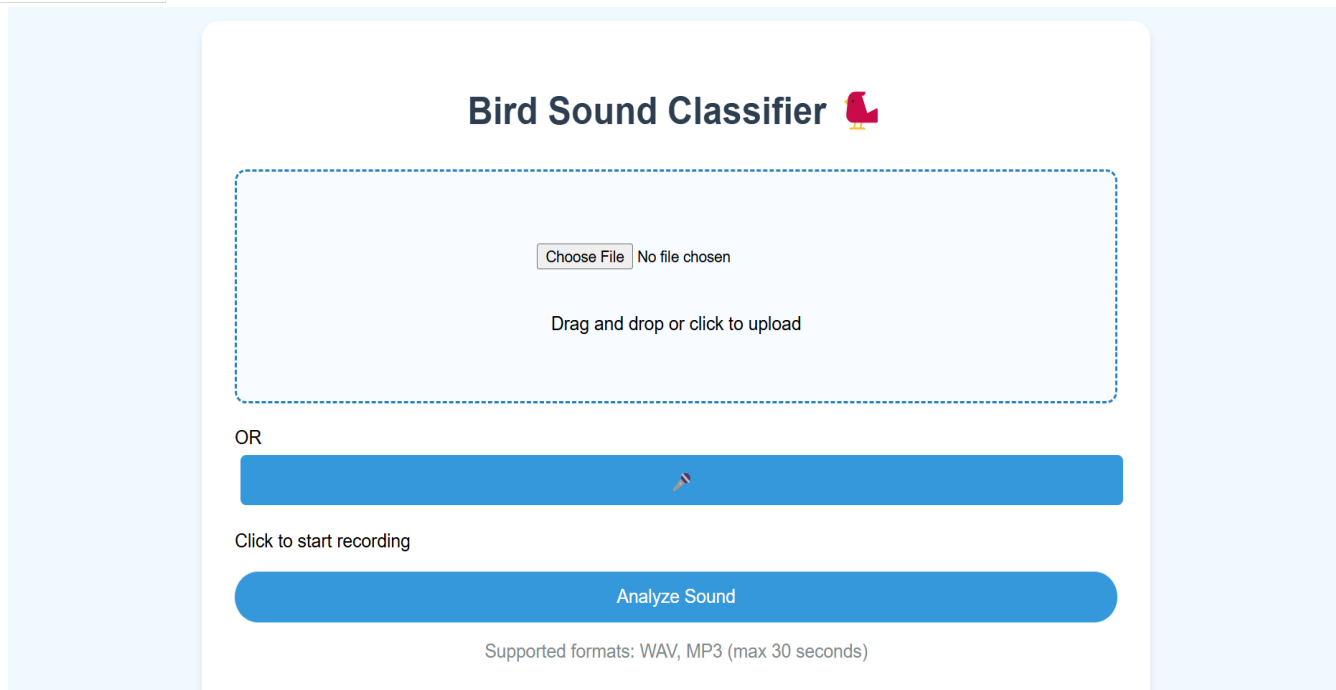 Bird Sound Classifier
Choose File No file chosen
Drag and drop or click to upload
OR
Click to start recording
Analyze Sound
Supported formats: WAV, MP3 (max 30 seconds)